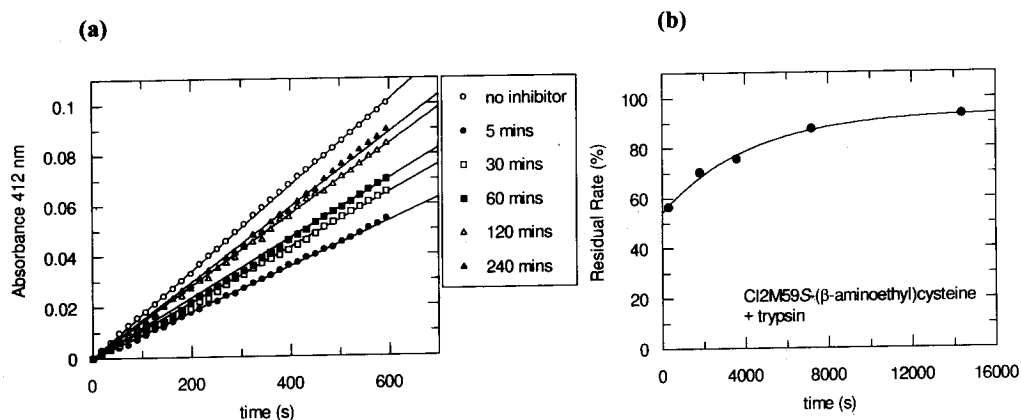 (a)
Absorbance 412 nm
0.1
0.08
0.06
0.04
0.02
0
0 200 400 600
time (s)
no inhibitor
5 mins
30 mins
60 mins
120 mins
240 mins
(b)
Residual Rate (%)
100
80
60
40
20
0
0 4000 8000 12000 16000
time (s)
CI2M59S-(β-aminoethyl)cysteine
+ trypsin